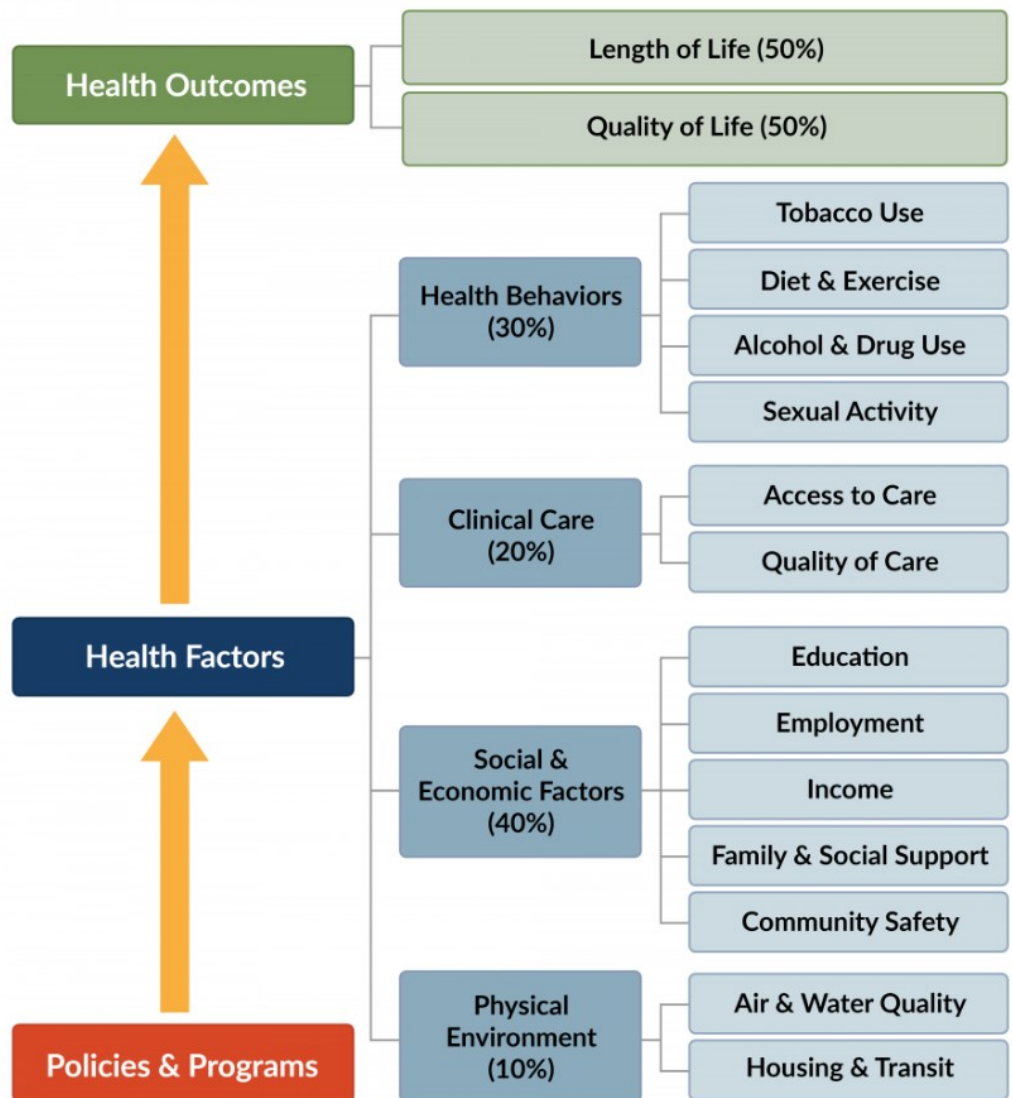 Health Outcomes
Length of Life (50%)
Quality of Life (50%)
Health Factors
Health Behaviors
(30%)
Tobacco Use
Diet & Exercise
Alcohol & Drug Use
Sexual Activity
Clinical Care
(20%)
Access to Care
Quality of Care
Social &
Economic Factors
(40%)
Education
Employment
Income
Family & Social Support
Community Safety
Physical
Environment
(10%)
Air & Water Quality
Housing & Transit
Policies & Programs